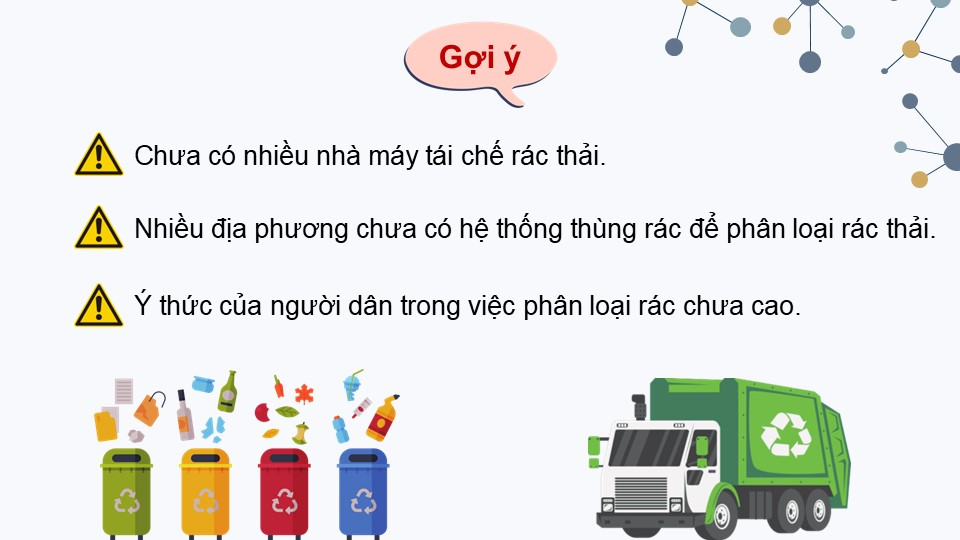 Gợi ý
Chưa có nhiều nhà máy tái chế rác thải.
Nhiều địa phương chưa có hệ thống thùng rác để phân loại rác thải.
Ý thức của người dân trong việc phân loại rác chưa cao.